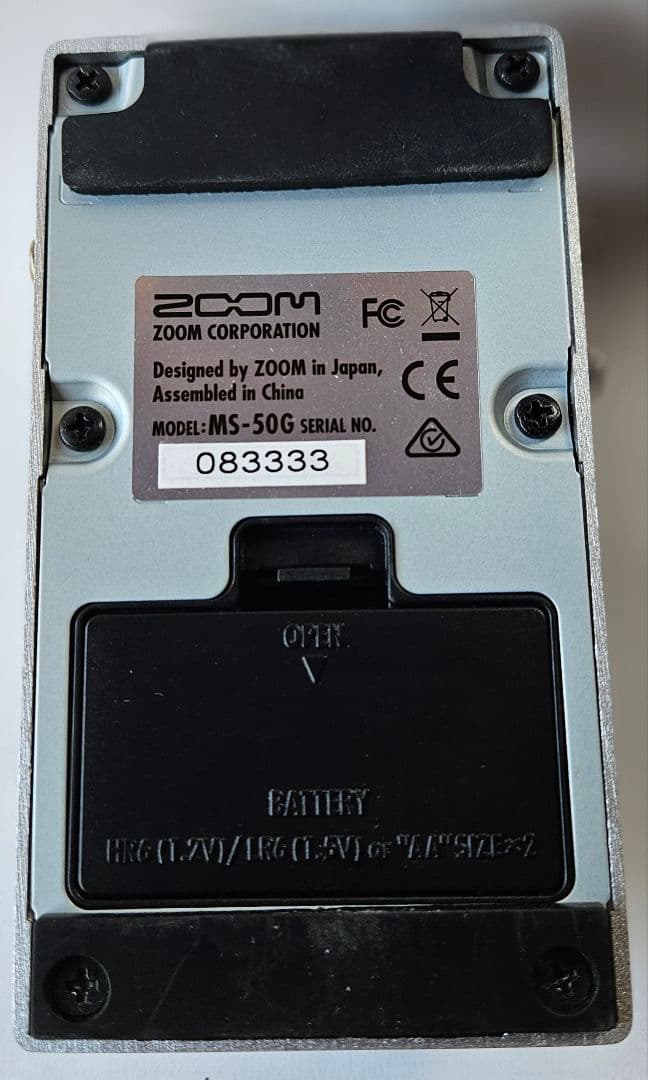 ZOOM
ZOOM CORPORATION
FC
Designed by ZOOM in Japan,
Assembled in China
CE
MODEL: MS-50G SERIAL NO.
083333
OPEN
BATTERY
HR6 (1.2V) / LR6 (1.5V) OF "AA" SIZE×2